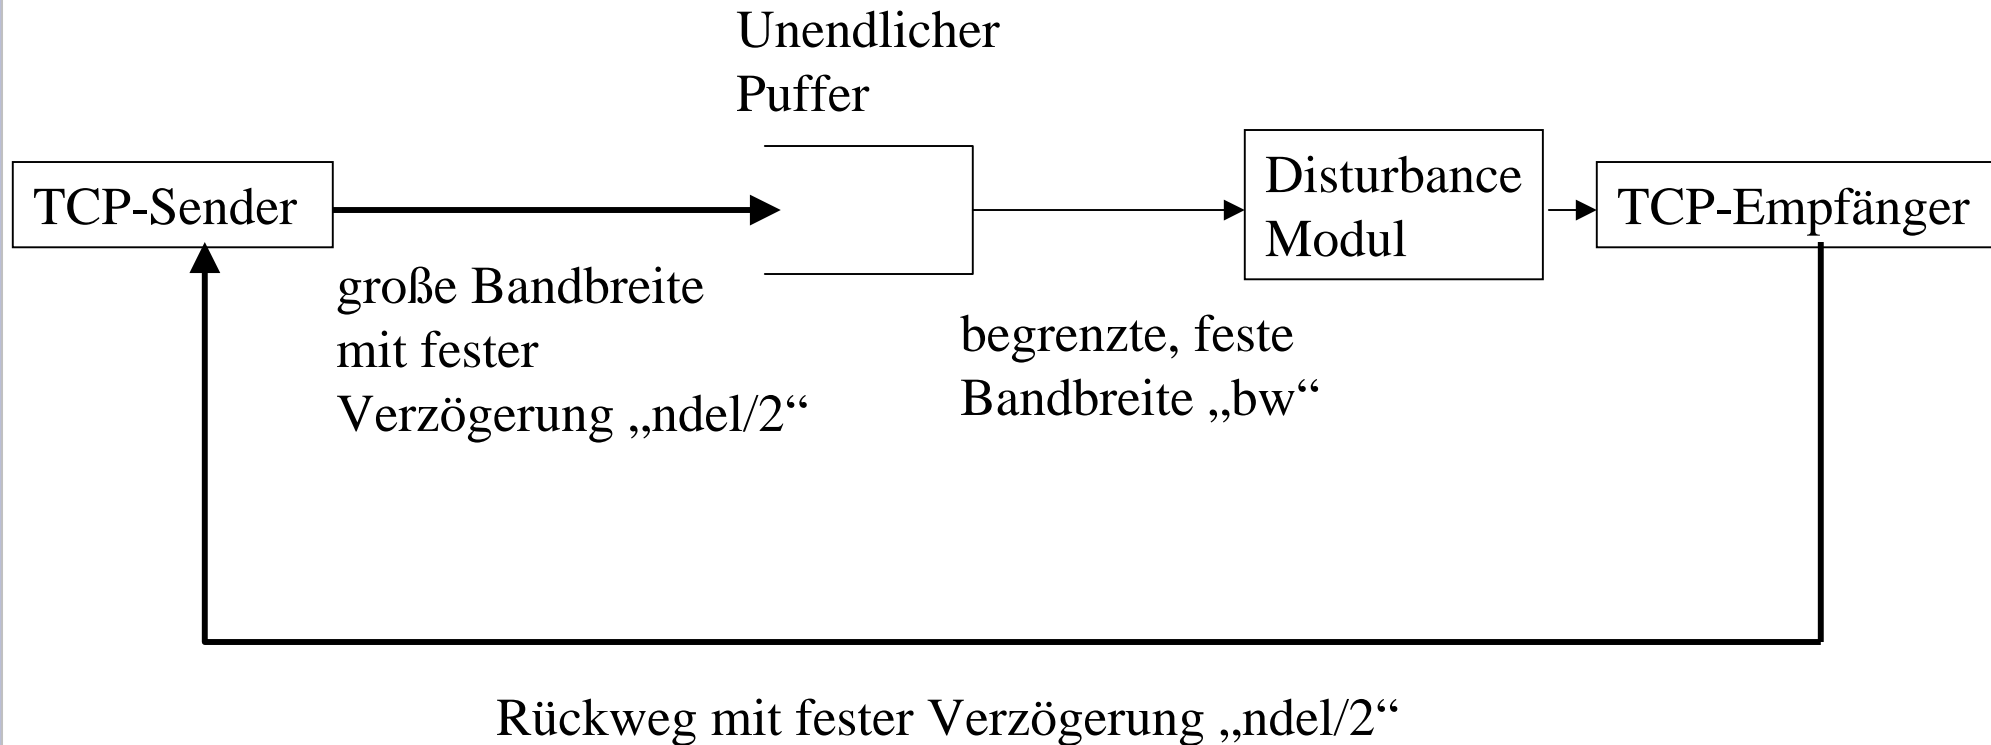 Unendlicher
Puffer
TCP-Sender
Disturbance
Modul
TCP-Empfänger
große Bandbreite
mit fester
Verzögerung „ndel/2“
begrenzte, feste
Bandbreite „bw“
Rückweg mit fester Verzögerung „ndel/2“